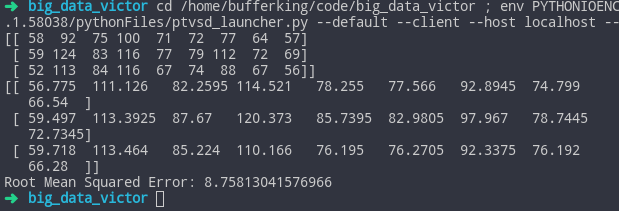 ➜ big_data_victor cd /home/bufferking/code/big_data_victor ; env PYTHONIOENC
.1.58038/pythonFiles/ptvsd_launcher.py --default --client --host localhost --
[[ 58  92  75 100  71  72  77  64  57]
 [ 59 124  83 116  77  79 112  72  69]
 [ 52 113  84 116  67  74  88  67  56]]
[[ 56.775  111.126   82.2595 114.521   78.255   77.566   92.8945  74.799
   66.54  ]
 [ 59.497  113.3925  87.67   120.373   85.7395  82.9805  97.967   78.7445
   72.7345]
 [ 59.718  113.464   85.224  110.166   76.195   76.2705  92.3375  76.192
   66.28  ]]
Root Mean Squared Error: 8.75813041576966
➜ big_data_victor